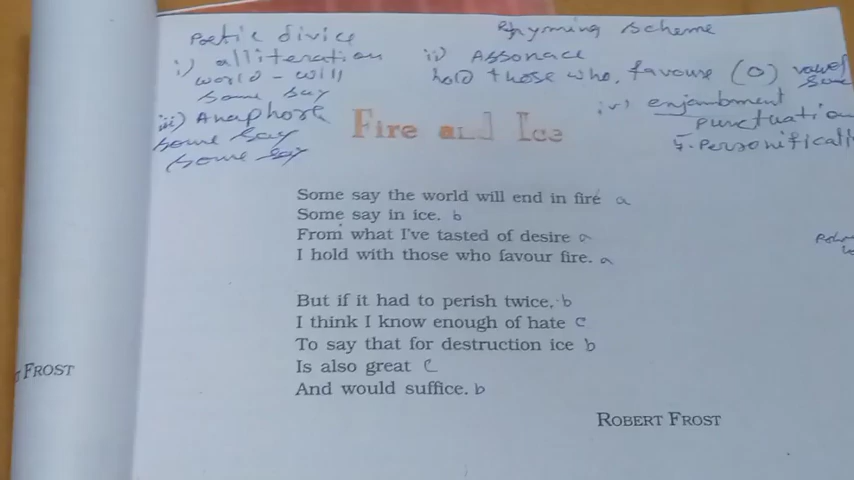 Poetic divice
Rhyming Scheme
i) alliteration
world - will
some say
ii) Assonace
hold those who, favour (o) vowel
iii) Anaphora
some say
some say
iv) enjambment
punctuation
5. Personificati
Fire and Ice
Some say the world will end in fire a
Some say in ice. b
From what I've tasted of desire a
I hold with those who favour fire. a
But if it had to perish twice, b
I think I know enough of hate c
To say that for destruction ice b
Is also great c
And would suffice. b
ROBERT FROST
FROST